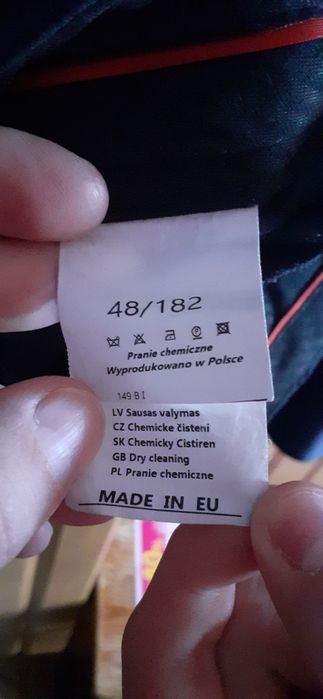 48/182
P
Pranie chemiczne
Wyprodukowano w Polsce
149 B I
LV Sausas valymas
CZ Chemicke čisteni
SK Chemicky Cistiren
GB Dry cleaning
PL Pranie chemiczne
MADE IN EU